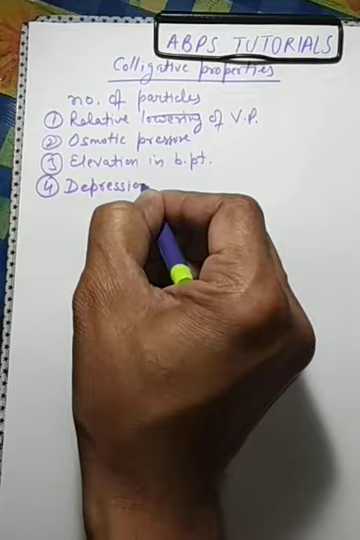 ABPS TUTORIALS
Colligative properties
no. of particles
① Relative lowering of V.P.
② Osmotic pressure
③ Elevation in b.pt.
④ Depression